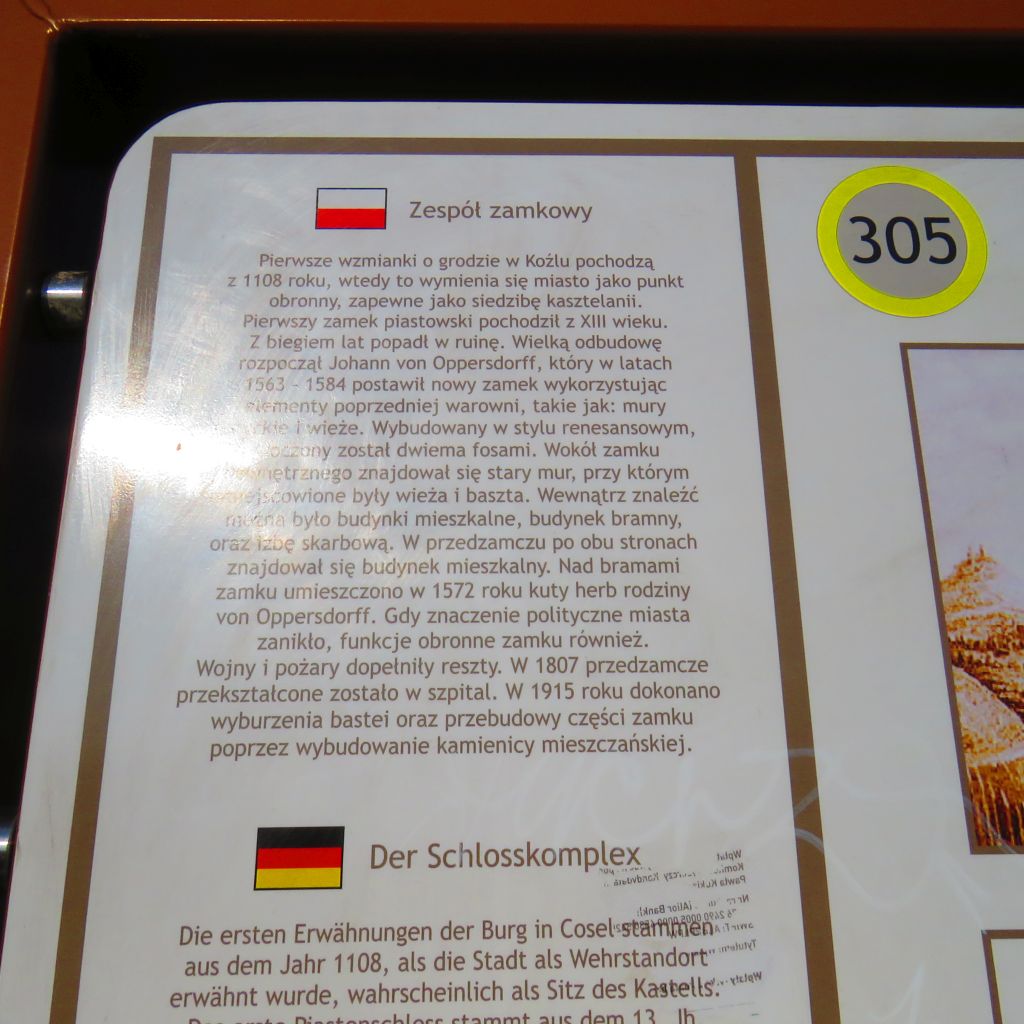 Zespół zamkowy
Pierwsze wzmianki o grodzie w Koźlu pochodzą
z 1108 roku, wtedy to wymienia się miasto jako punkt
obronny, zapewne jako siedzibę kasztelanii.
Pierwszy zamek piastowski pochodził z XIII wieku.
Z biegiem lat popadł w ruinę. Wielką odbudowę
rozpoczął Johann von Oppersdorff, który w latach
1563 - 1584 postawił nowy zamek wykorzystując
elementy poprzedniej warowni, takie jak: mury
i wieże. Wybudowany w stylu renesansowym,
został dwiema fosami. Wokół zamku
znajdował się stary mur, przy którym
były wieża i baszta. Wewnątrz znaleźć
można było budynki mieszkalne, budynek bramny,
oraz izbę skarbową. W przedzamczu po obu stronach
znajdował się budynek mieszkalny. Nad bramami
zamku umieszczono w 1572 roku kuty herb rodziny
von Oppersdorff. Gdy znaczenie polityczne miasta
zanikło, funkcje obronne zamku również.
Wojny i pożary dopełniły reszty. W 1807 przedzamcze
przekształcone zostało w szpital. W 1915 roku dokonano
wyburzenia bastei oraz przebudowy części zamku
poprzez wybudowanie kamienicy mieszczańskiej.
Der Schlosskomplex
Die ersten Erwähnungen der Burg in Cosel stammen
aus dem Jahr 1108, als die Stadt als Wehrstandort
erwähnt wurde, wahrscheinlich als Sitz des Kastells.
Das erste Piastenschloss stammt aus dem 13. Jh.
305